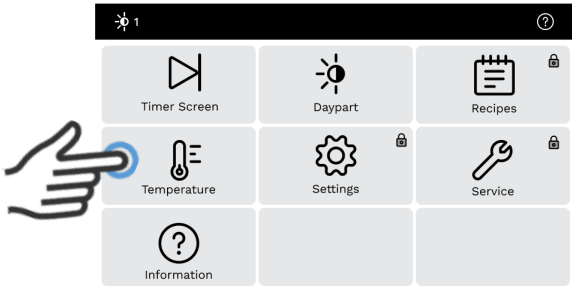 1
?
Timer Screen
Daypart
Recipes
Temperature
Settings
Service
?
Information